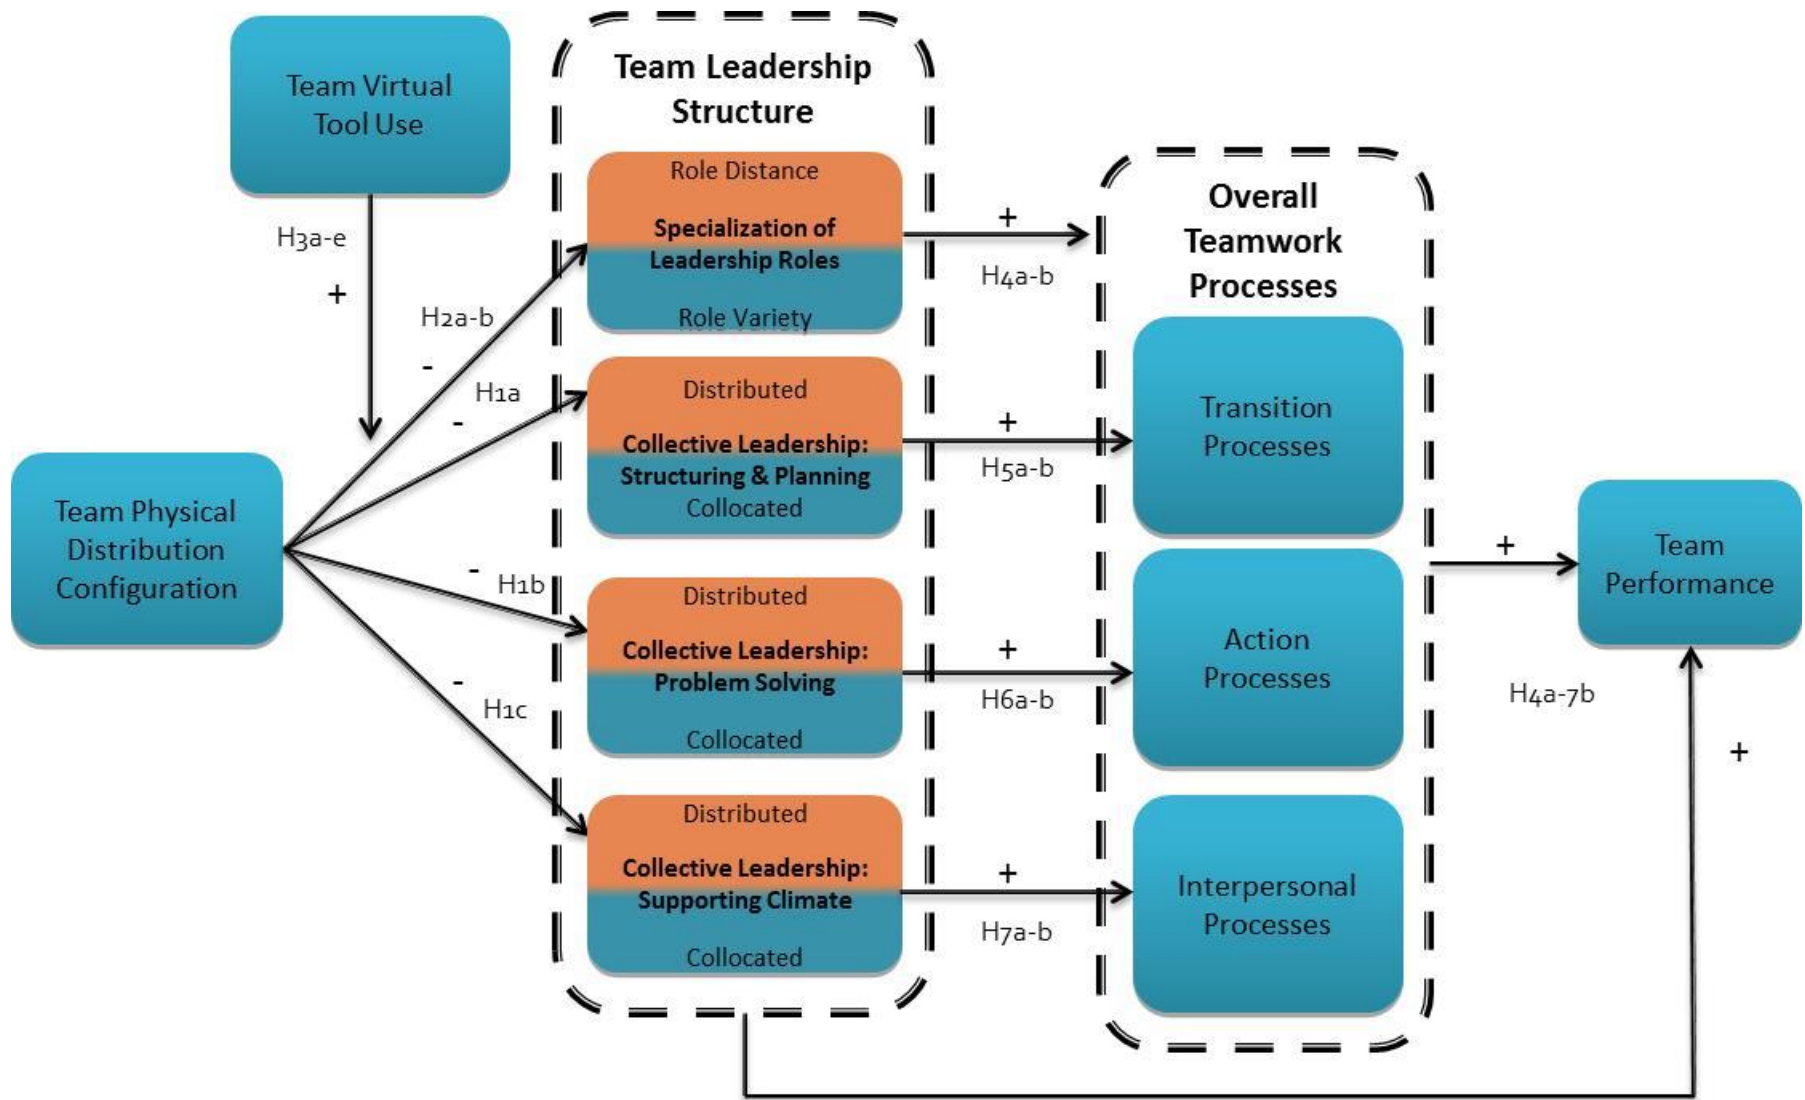 Team Virtual
Tool Use
H3a-e
+
Team Physical
Distribution
Configuration
H2a-b
-
H1a
-
-
H1b
-
H1c
Team Leadership
Structure
Role Distance
Specialization of
Leadership Roles
Role Variety
Distributed
Collective Leadership:
Structuring & Planning
Collocated
Distributed
Collective Leadership:
Problem Solving
Collocated
Distributed
Collective Leadership:
Supporting Climate
Collocated
+
H4a-b
+
H5a-b
+
H6a-b
+
H7a-b
Overall
Teamwork
Processes
Transition
Processes
Action
Processes
Interpersonal
Processes
+
Team
Performance
H4a-7b
+